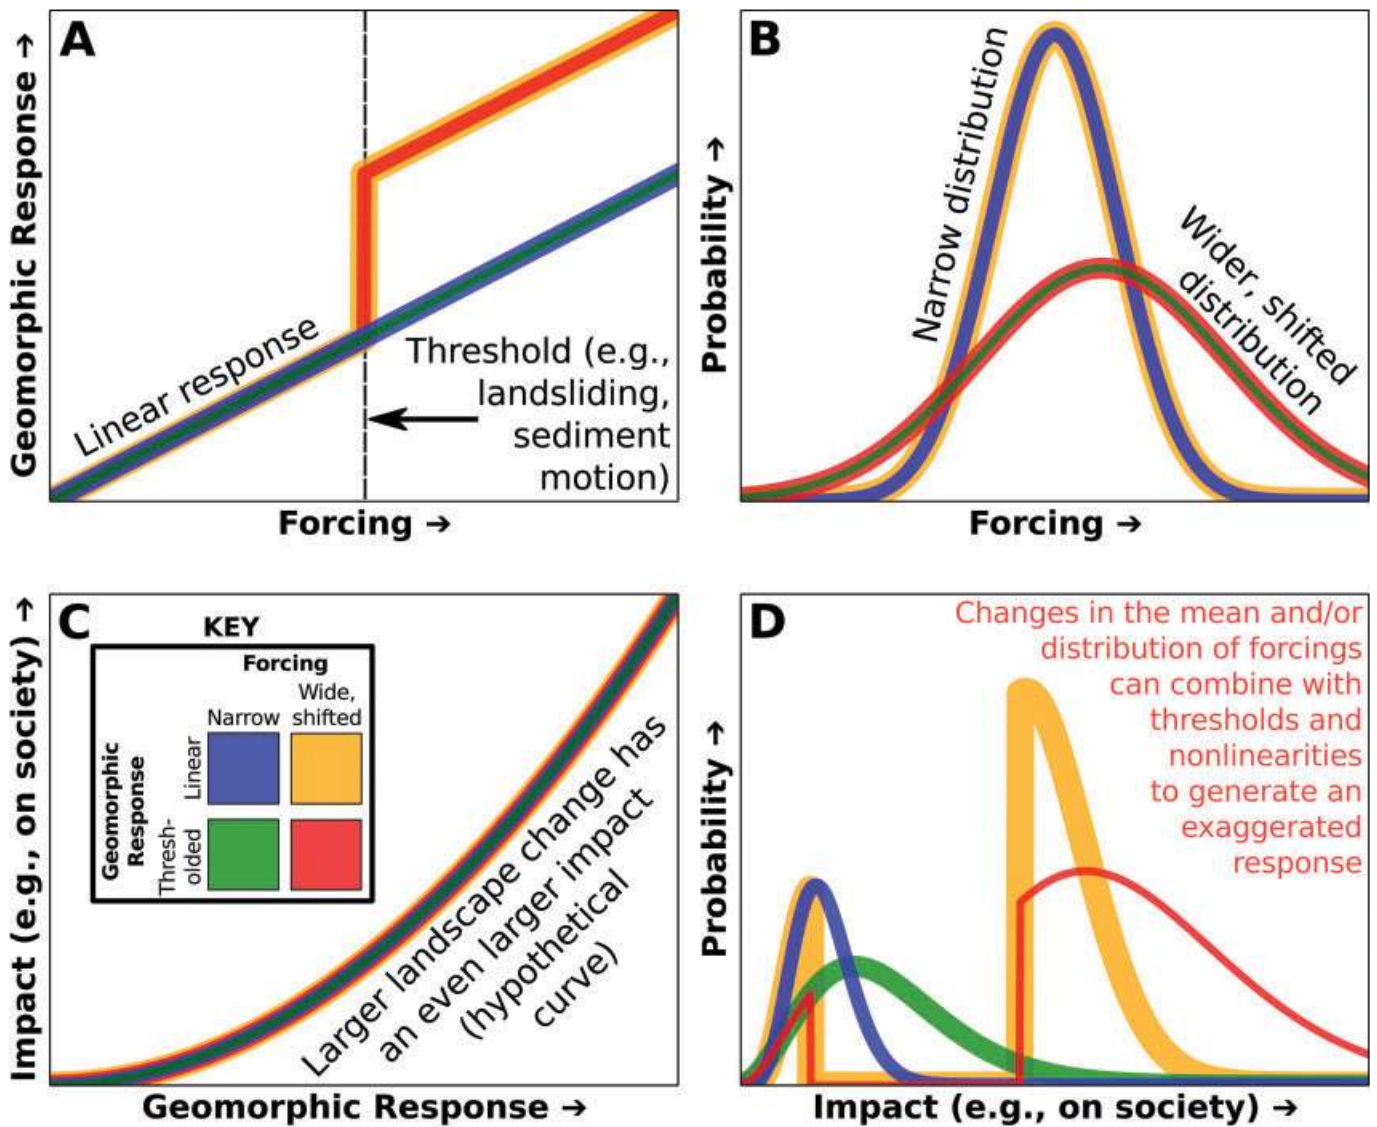 A
Geomorphic Response →
Linear response
Threshold (e.g.,
landsliding,
sediment
motion)
Forcing →
B
Probability →
Narrow distribution
Wider, shifted
distribution
Forcing →
C
Impact (e.g., on society) →
KEY
Forcing
Narrow
Wide,
shifted
Geomorphic
Response
Linear
Thresh-
olded
Larger landscape change has
an even larger impact
(hypothetical
curve)
Geomorphic Response →
D
Probability →
Changes in the mean and/or
distribution of forcings
can combine with
thresholds and
nonlinearities
to generate an
exaggerated
response
Impact (e.g., on society) →